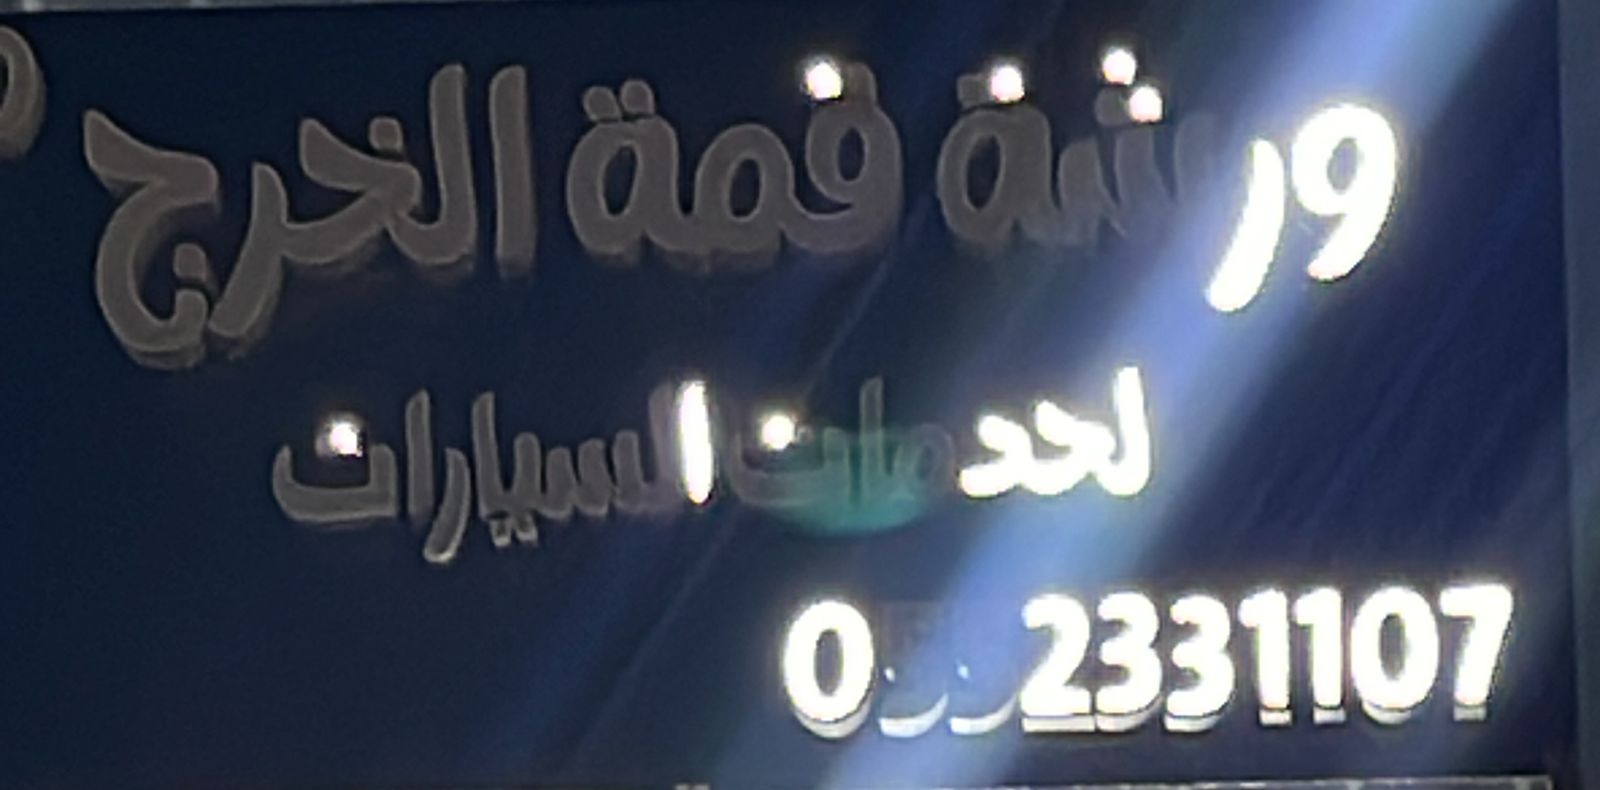 ورشة قمة الخرج
لخدمات السيارات